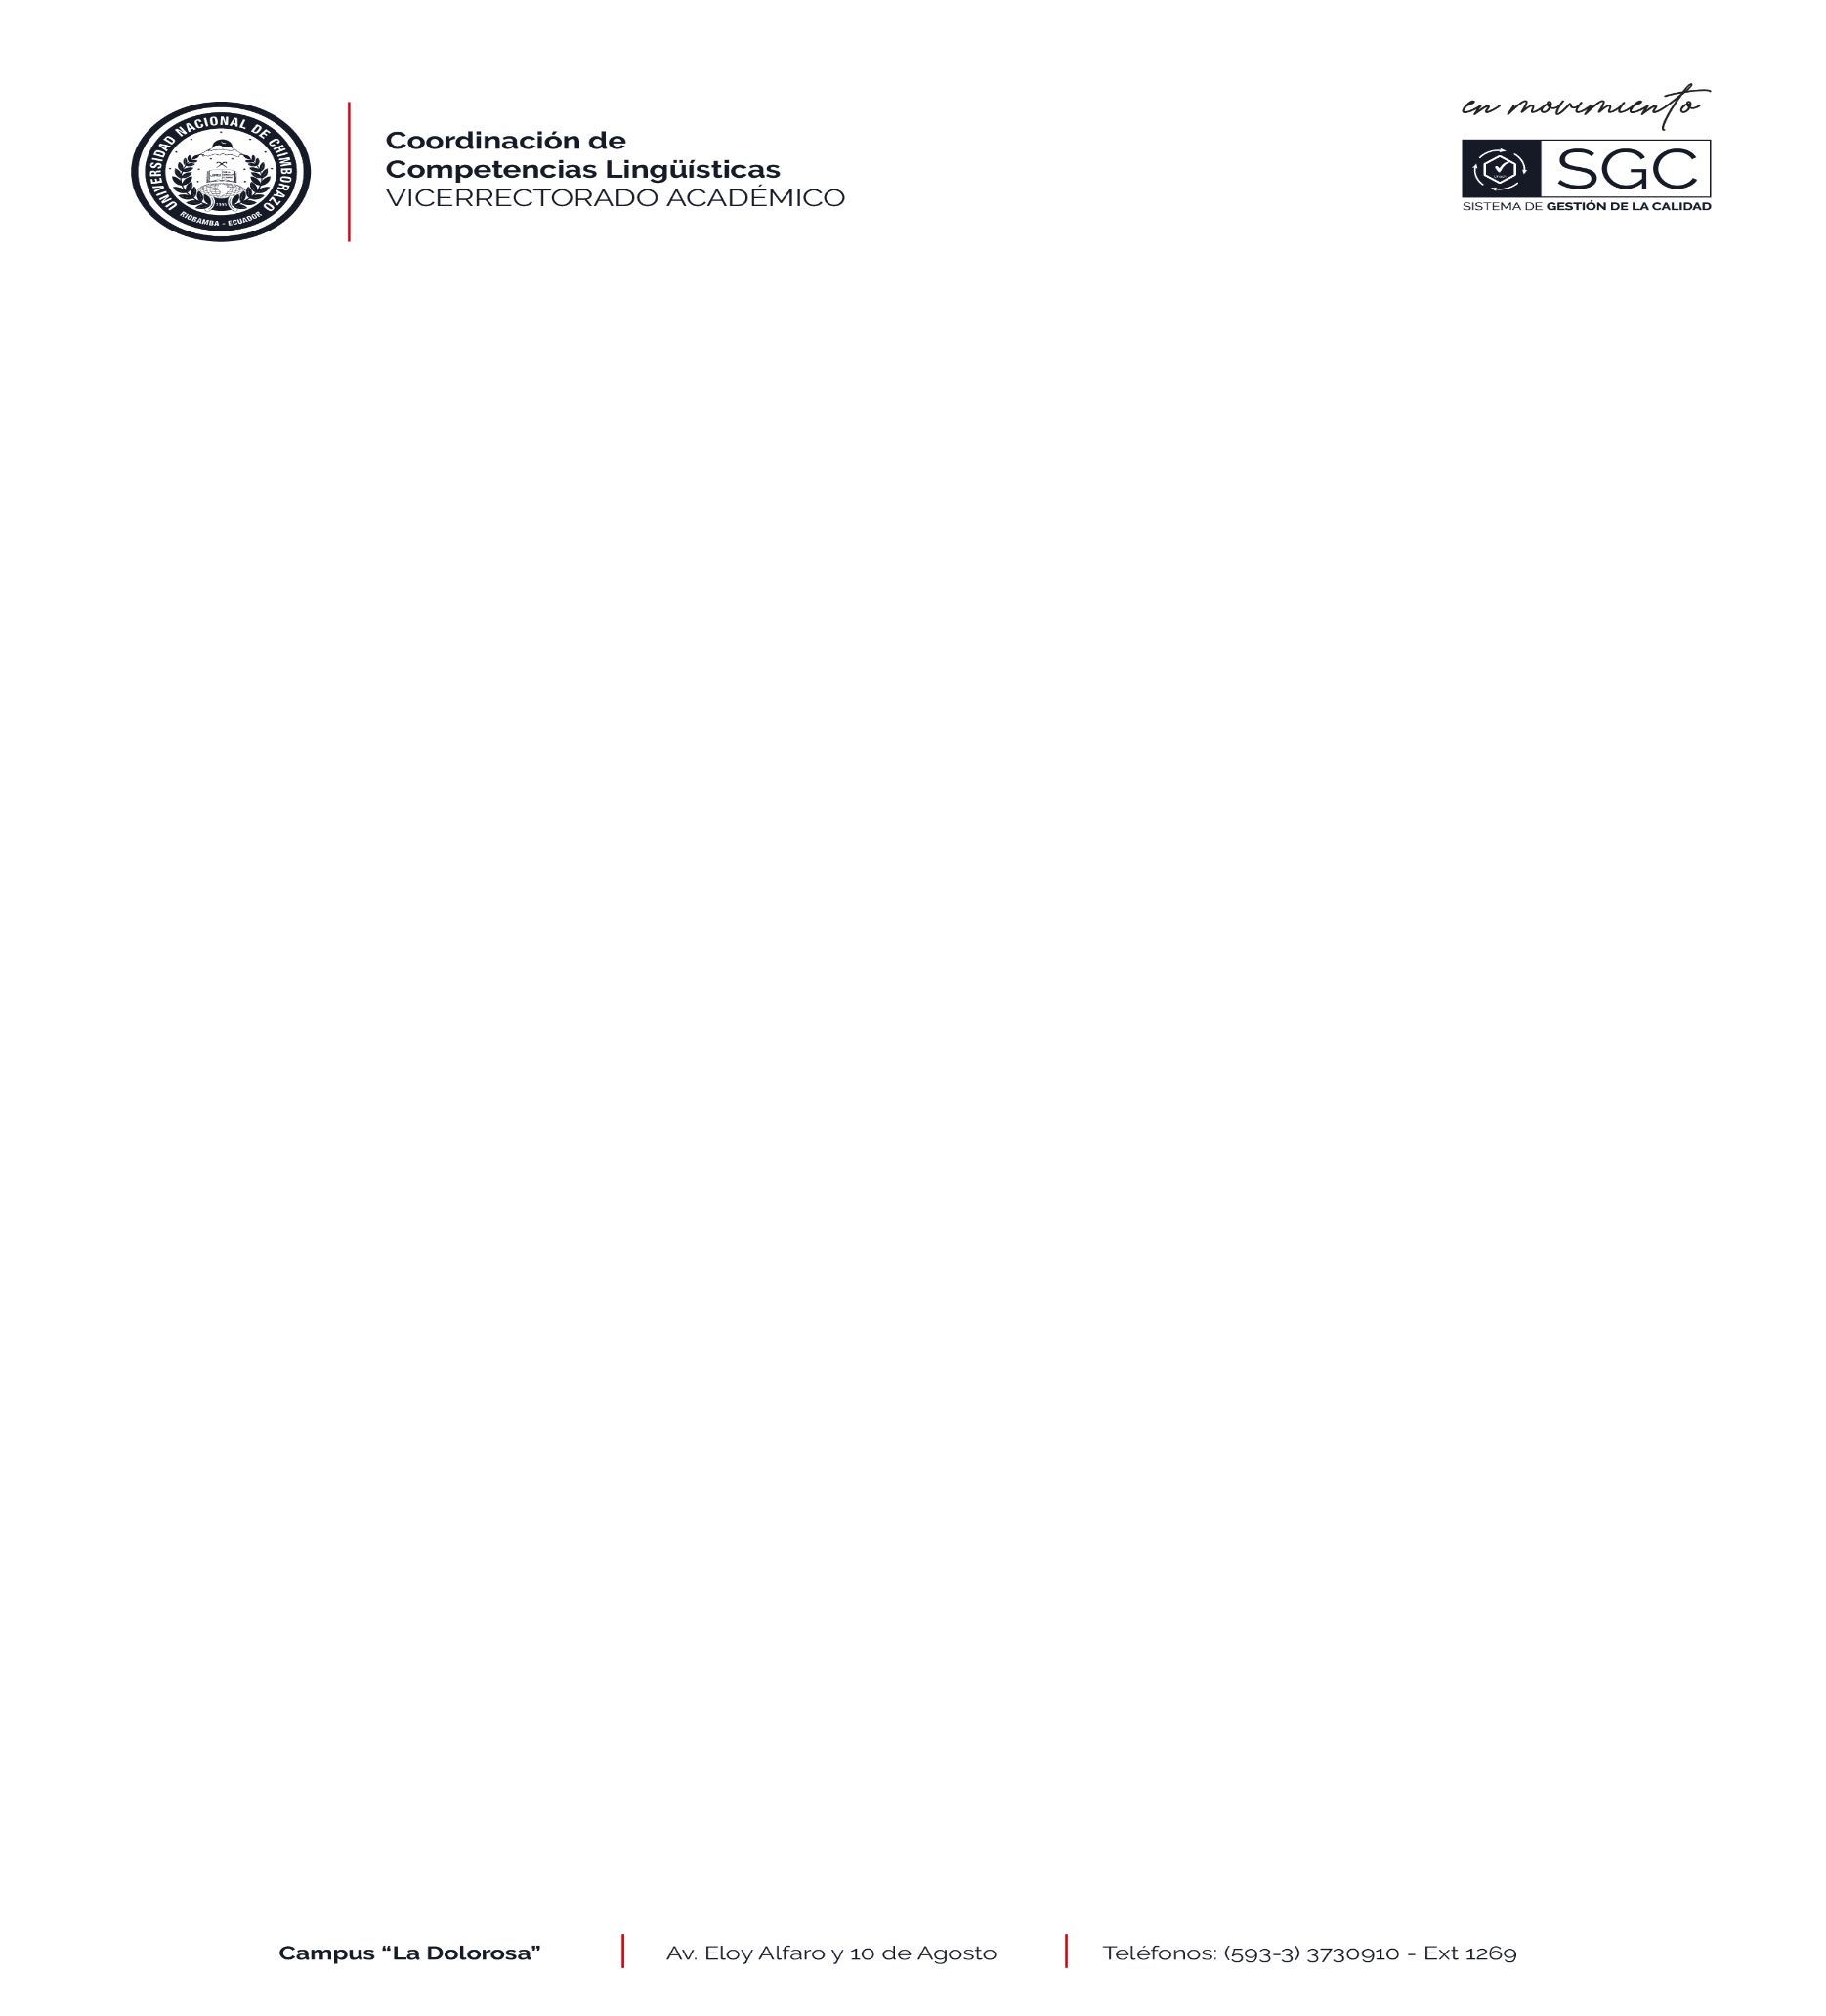 UNIVERSIDAD NACIONAL DE CHIMBORAZO
RIOBAMBA - ECUADOR
Coordinación de
Competencias Lingüísticas
VICERRECTORADO ACADÉMICO
en movimiento
SGC
SISTEMA DE GESTIÓN DE LA CALIDAD
Campus “La Dolorosa”
Av. Eloy Alfaro y 10 de Agosto
Teléfonos: (593-3) 3730910 - Ext 1269